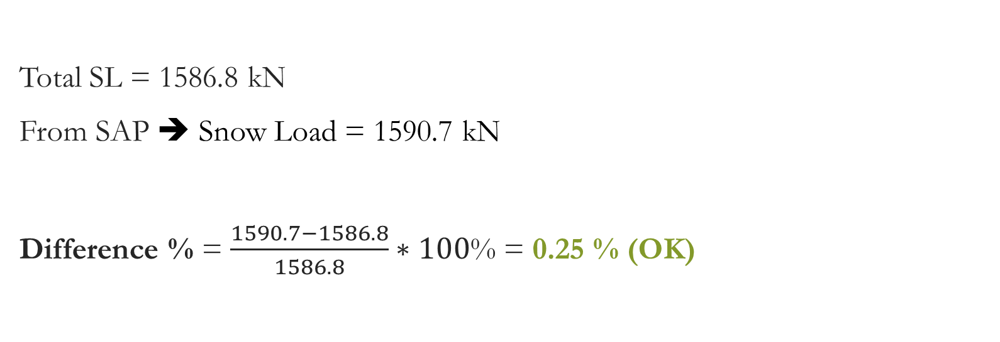 Total SL = 1586.8 kN
From SAP 🡺 Snow Load = 1590.7 kN
Difference % = \frac{1590.7−1586.8}{1586.8} * 100% = 0.25 % (OK)